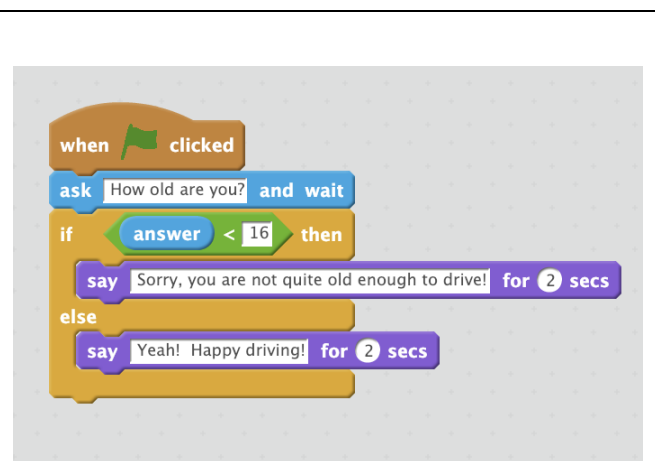 when clicked
ask How old are you? and wait
if answer < 16 then
say Sorry, you are not quite old enough to drive! for 2 secs
else
say Yeah! Happy driving! for 2 secs